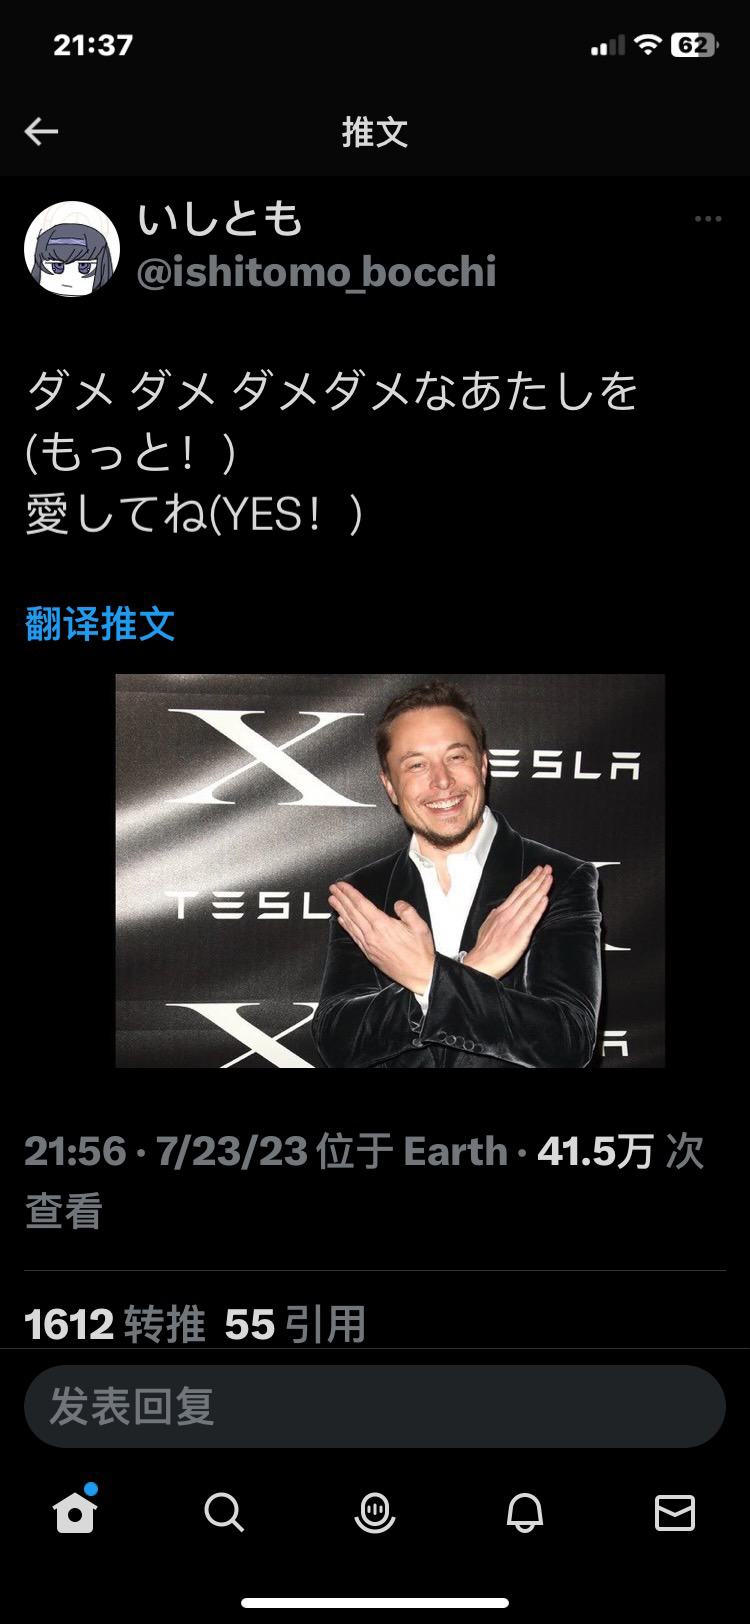 21:37
62
推文
いしとも
@ishitomo_bocchi
ダメ ダメ ダメダメなあたしを
(もっと！)
愛してね(YES！)
翻译推文
X
ESLA
TESL
X
A
21:56 · 7/23/23 位于 Earth · 41.5万 次
查看
1612 转推 55 引用
发表回复